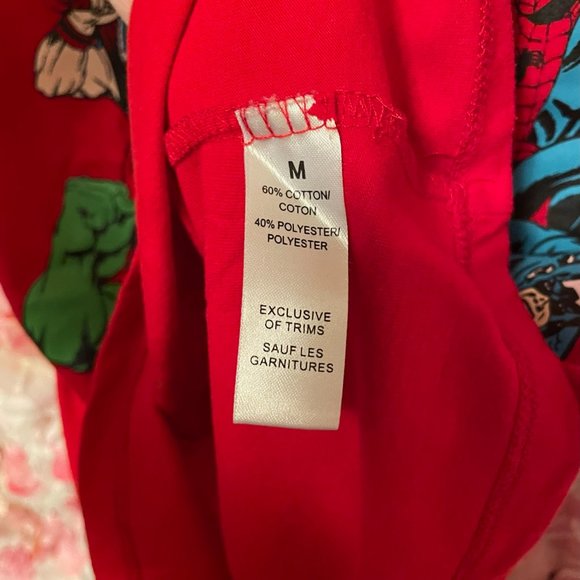 M
60% COTTON/
COTON
40% POLYESTER/
POLYESTER
EXCLUSIVE
OF TRIMS
SAUF LES
GARNITURES